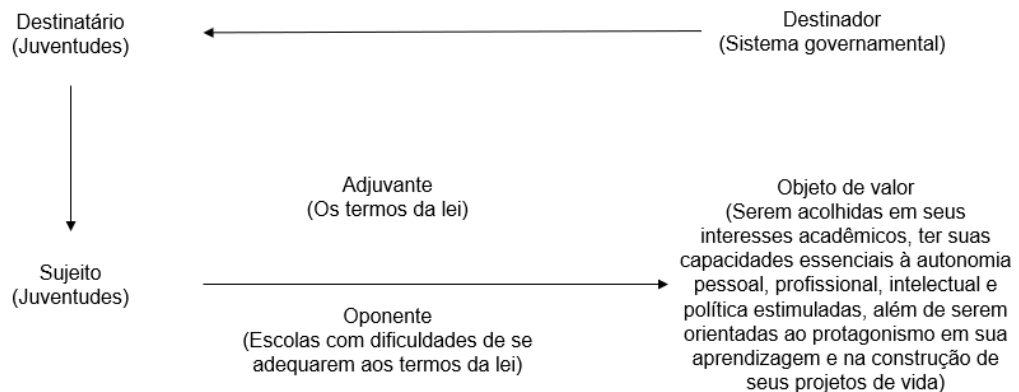 Destinatário
(Juventudes)
Destinador
(Sistema governamental)
Adjuvante
(Os termos da lei)
Sujeito
(Juventudes)
Oponente
(Escolas com dificuldades de se
adequarem aos termos da lei)
Objeto de valor
(Serem acolhidas em seus
interesses acadêmicos, ter suas
capacidades essenciais à autonomia
pessoal, profissional, intelectual e
política estimuladas, além de serem
orientadas ao protagonismo em sua
aprendizagem e na construção de
seus projetos de vida)